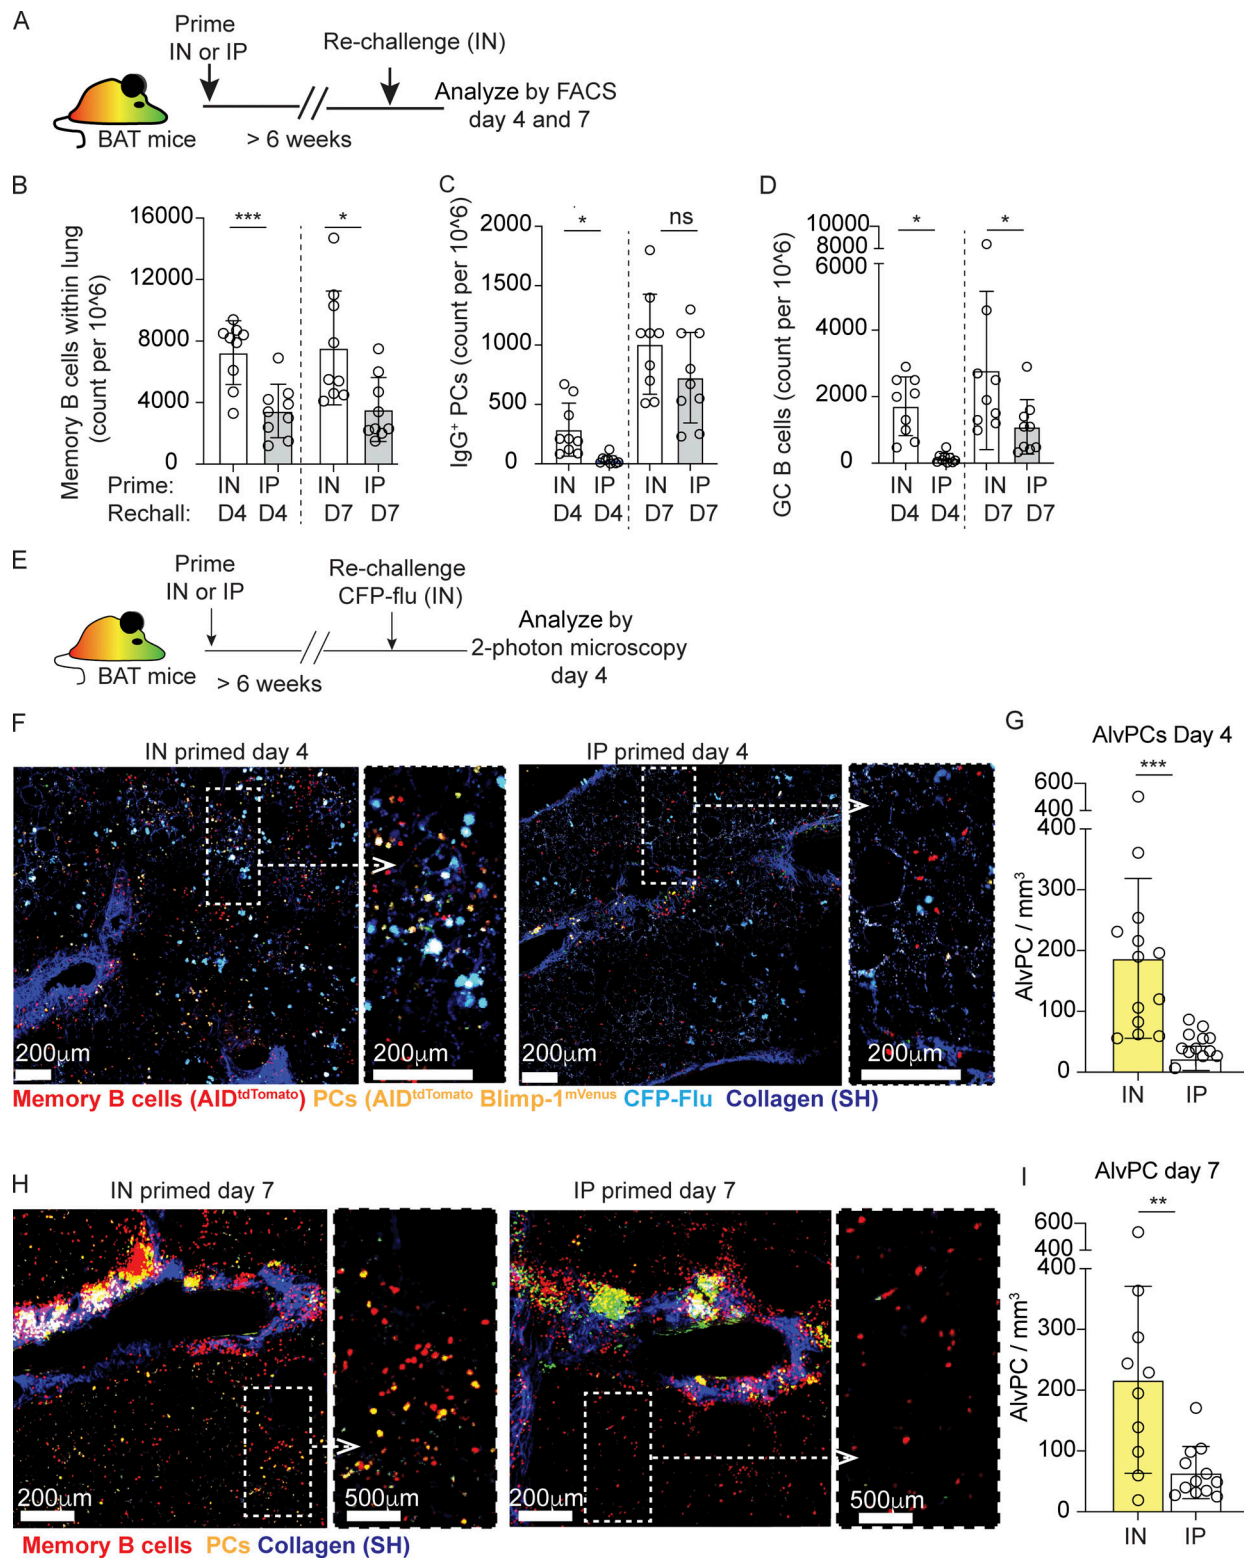 A
Prime
IN or IP
Re-challenge (IN)
Analyze by FACS
day 4 and 7
BAT mice
> 6 weeks
B
Memory B cells within lung
(count per 10^6)
16000
12000
8000
4000
0
***
*
IN IP IN IP
Prime:
Rechall:
D4 D4 D7 D7
C
IgG⁺ PCs (count per 10^6)
2000
1500
1000
500
0
*
ns
IN IP IN IP
D4 D4 D7 D7
D
GC B cells (count per 10^6)
10000
8000
6000
4000
2000
0
*
*
IN IP IN IP
D4 D4 D7 D7
E
Prime
IN or IP
Re-challenge
CFP-flu (IN)
Analyze by
2-photon microscopy
day 4
BAT mice
> 6 weeks
F
IN primed day 4
IP primed day 4
200µm
200µm
200µm
200µm
Memory B cells (AID^tdTomato) PCs (AID^tdTomato Blimp-1^mVenus CFP-Flu Collagen (SH)
G
AlvPCs Day 4
***
600
400
400
300
200
100
0
AlvPC / mm³
IN IP
H
IN primed day 7
IP primed day 7
200µm
500µm
200µm
500µm
Memory B cells PCs Collagen (SH)
I
AlvPC day 7
**
600
400
400
300
200
100
0
AlvPC / mm³
IN IP